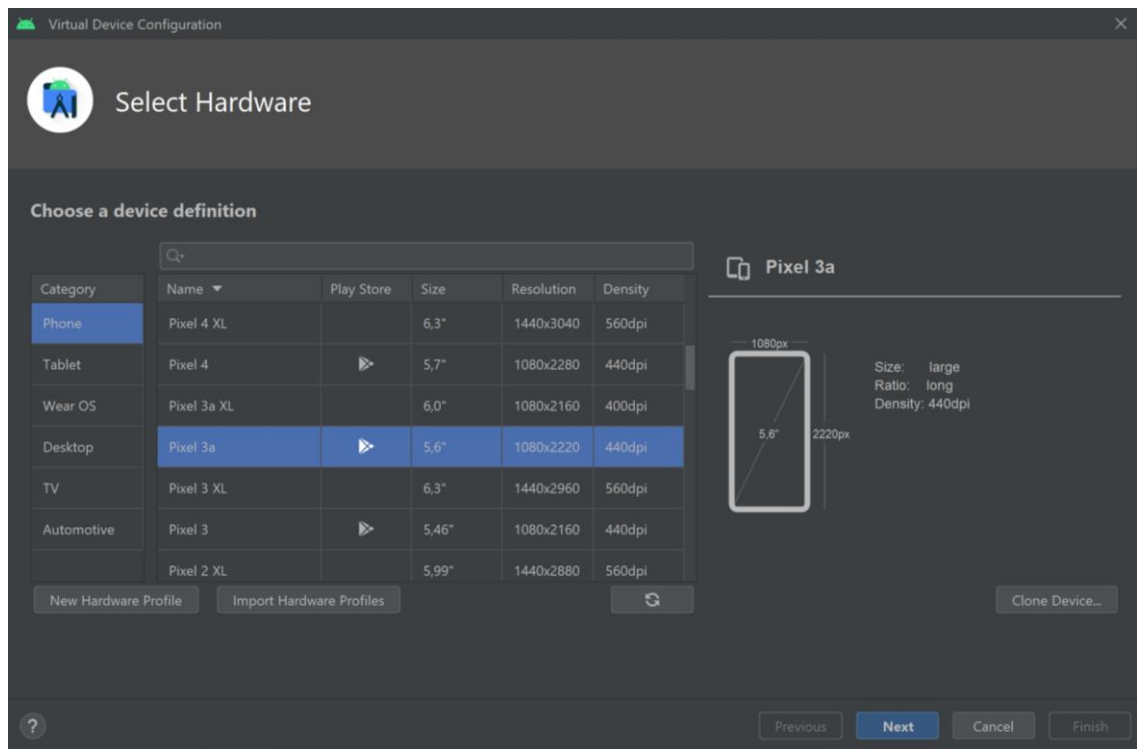 Virtual Device Configuration
Select Hardware
Choose a device definition
Category Name Play Store Size Resolution Density
Phone
Tablet
Wear OS
Desktop
TV
Automotive
Pixel 4 XL 6,3" 1440x3040 560dpi
Pixel 4 5,7" 1080x2280 440dpi
Pixel 3a XL 6,0" 1080x2160 400dpi
Pixel 3a 5,6" 1080x2220 440dpi
Pixel 3 XL 6,3" 1440x2960 560dpi
Pixel 3 5,46" 1080x2160 440dpi
Pixel 2 XL 5,99" 1440x2880 560dpi
New Hardware Profile Import Hardware Profiles
Pixel 3a
1080px
5,6"
2220px
Size: large
Ratio: long
Density: 440dpi
Clone Device...
? Previous Next Cancel Finish